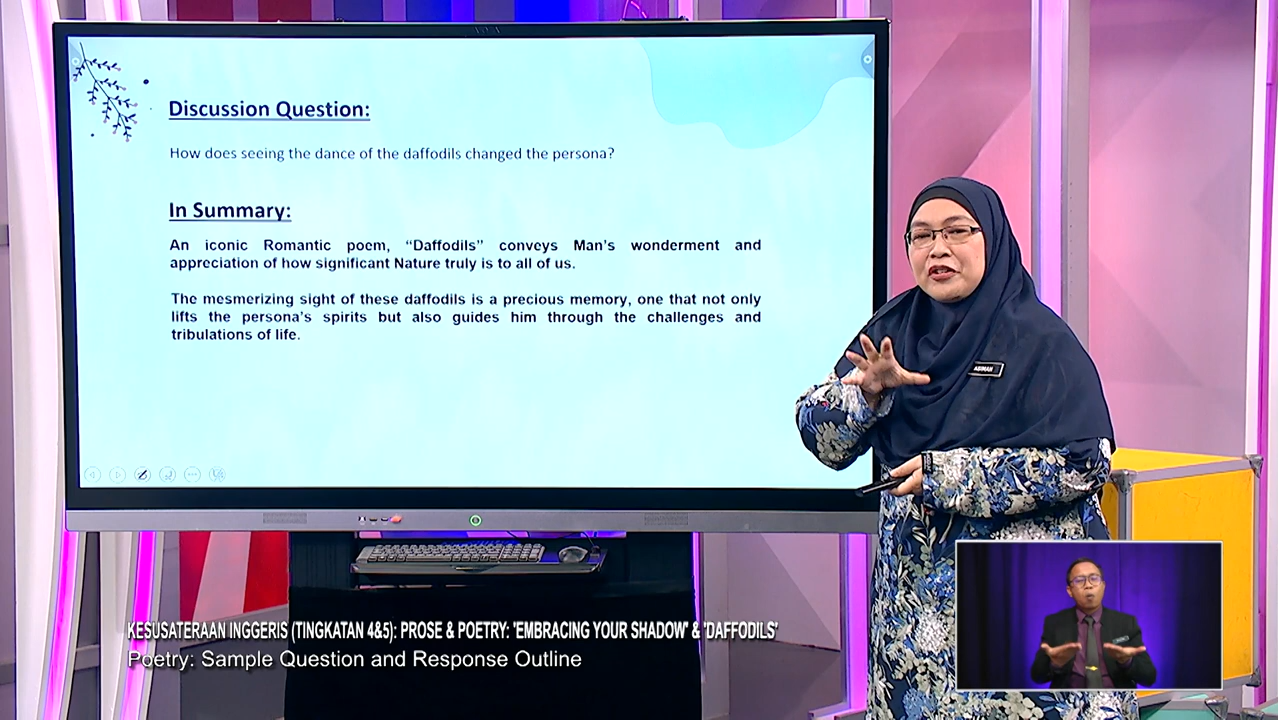 Discussion Question:
How does seeing the dance of the daffodils changed the persona?
In Summary:
An iconic Romantic poem, “Daffodils” conveys Man’s wonderment and
appreciation of how significant Nature truly is to all of us.
The mesmerizing sight of these daffodils is a precious memory, one that not only
lifts the persona’s spirits but also guides him through the challenges and
tribulations of life.
KESUSATERAAN INGGERIS (TINGKATAN 4&5): PROSE & POETRY: 'EMBRACING YOUR SHADOW' & 'DAFFODILS'
Poetry: Sample Question and Response Outline